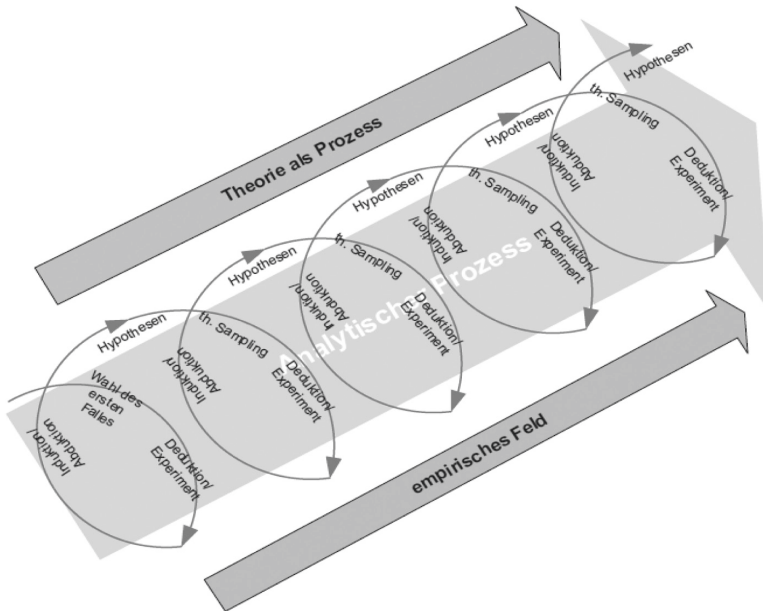 Theorie als Prozess
Analytischer Prozess
empirisches Feld
Wahl des
ersten
Falles
Deduktion/
Experiment
Induktion/
Abduktion
Hypothesen
th. Sampling
Deduktion/
Experiment
Induktion/
Abduktion
Hypothesen
th. Sampling
Deduktion/
Experiment
Induktion/
Abduktion
Hypothesen
th. Sampling
Deduktion/
Experiment
Induktion/
Abduktion
Hypothesen
th. Sampling
Deduktion/
Experiment
Induktion/
Abduktion
Hypothesen